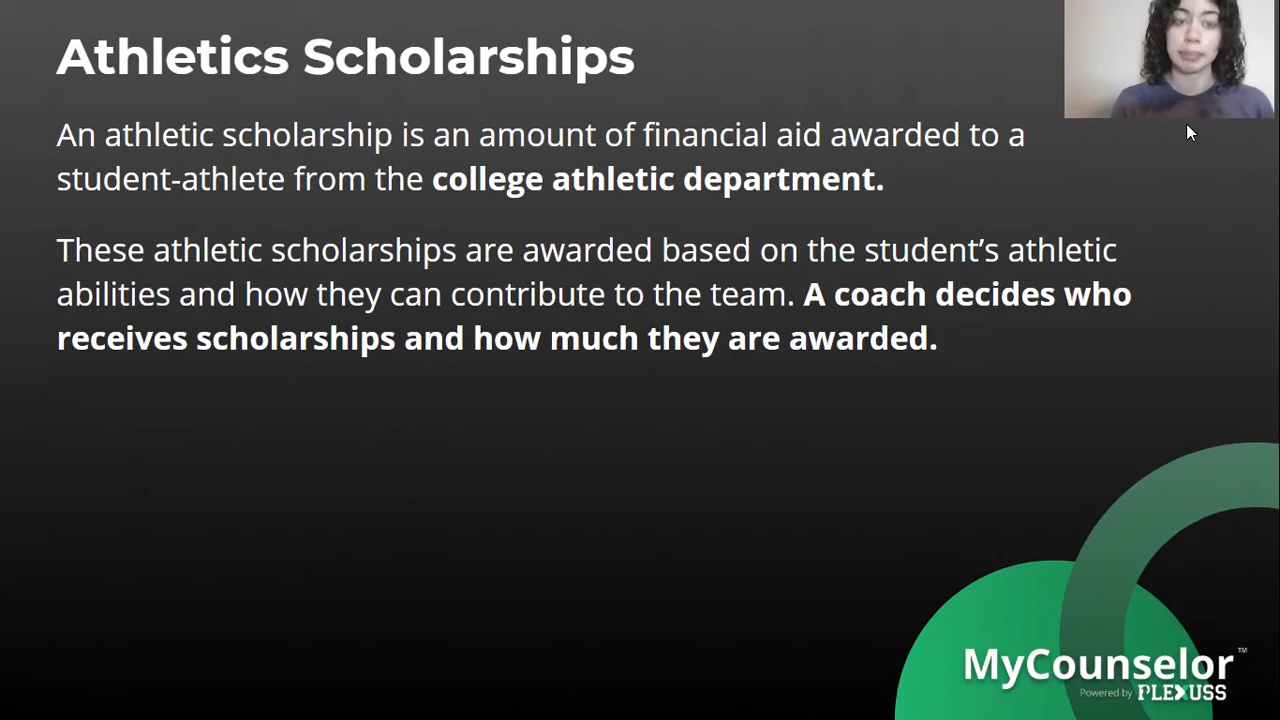 Athletics Scholarships
An athletic scholarship is an amount of financial aid awarded to a
student-athlete from the college athletic department.
These athletic scholarships are awarded based on the student’s athletic
abilities and how they can contribute to the team. A coach decides who
receives scholarships and how much they are awarded.
MyCounselor™
Powered by PLEXUSS